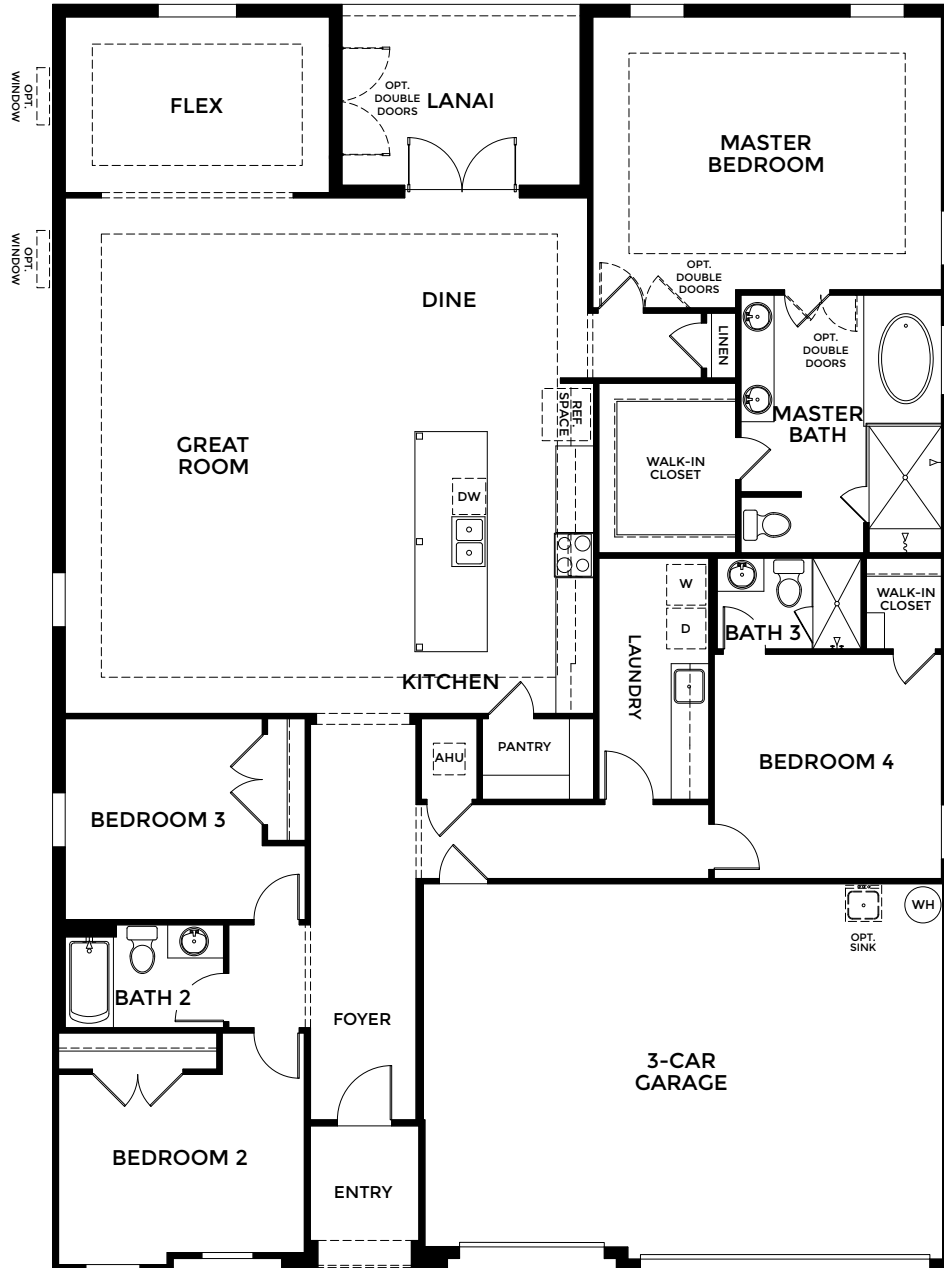 FLEX
OPT.
WINDOW
OPT.
DOUBLE
DOORS
LANAI
MASTER
BEDROOM
OPT.
WINDOW
DINE
OPT.
DOUBLE
DOORS
LINEN
OPT.
DOUBLE
DOORS
GREAT
ROOM
REF.
SPACE
WALK-IN
CLOSET
MASTER
BATH
DW
W
D
LAUNDRY
BATH 3
WALK-IN
CLOSET
KITCHEN
AHU
PANTRY
BEDROOM 4
BEDROOM 3
WH
OPT.
SINK
BATH 2
FOYER
3-CAR
GARAGE
BEDROOM 2
ENTRY